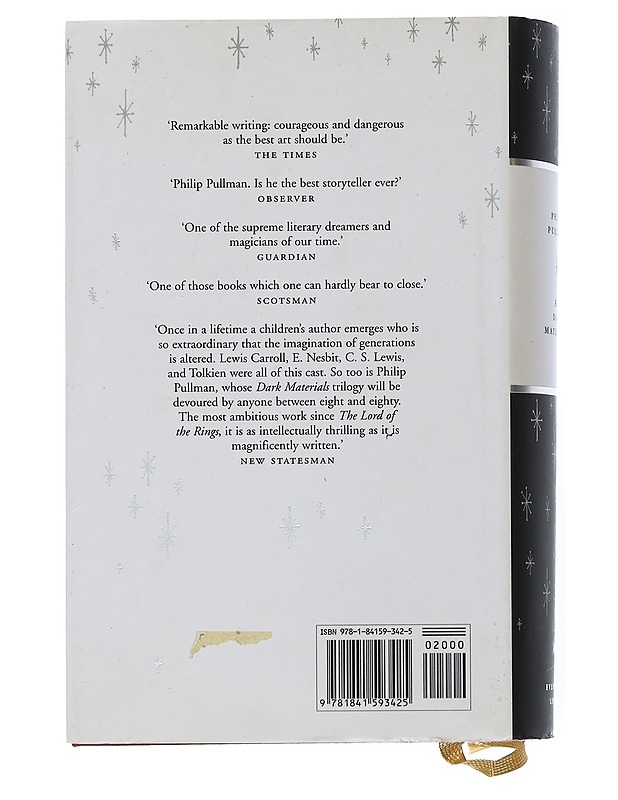 ‘Remarkable writing: courageous and dangerous
as the best art should be.’
THE TIMES
‘Philip Pullman. Is he the best storyteller ever?’
OBSERVER
‘One of the supreme literary dreamers and
magicians of our time.’
GUARDIAN
‘One of those books which one can hardly bear to close.’
SCOTSMAN
‘Once in a lifetime a children’s author emerges who is
so extraordinary that the imagination of generations
is altered. Lewis Carroll, E. Nesbit, C. S. Lewis,
and Tolkien were all of this cast. So too is Philip
Pullman, whose Dark Materials trilogy will be
devoured by anyone between eight and eighty.
The most ambitious work since The Lord of
the Rings, it is as intellectually thrilling as it is
magnificently written.’
NEW STATESMAN
ISBN 978-1-84159-342-5
02000
9 781841 593425